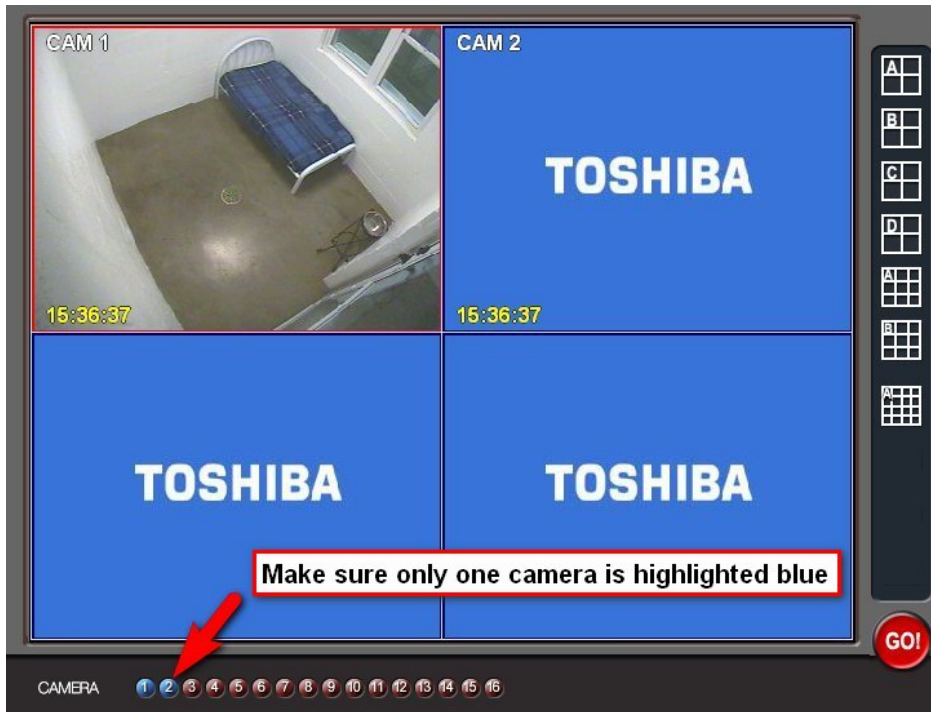 CAM 1
CAM 2
A
B
C
D
TOSHIBA
A
B
15:36:37
15:36:37
A
TOSHIBA
TOSHIBA
Make sure only one camera is highlighted blue
GO!
CAMERA 1 2 3 4 5 6 7 8 9 10 11 12 13 14 15 16